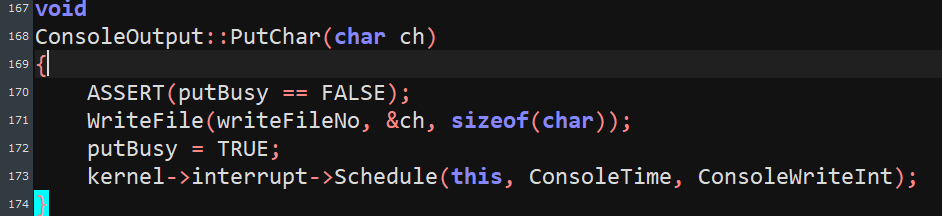 167 void
168 ConsoleOutput::PutChar(char ch)
169 {
170     ASSERT(putBusy == FALSE);
171     WriteFile(writeFileNo, &ch, sizeof(char));
172     putBusy = TRUE;
173     kernel->interrupt->Schedule(this, ConsoleTime, ConsoleWriteInt);
174 }